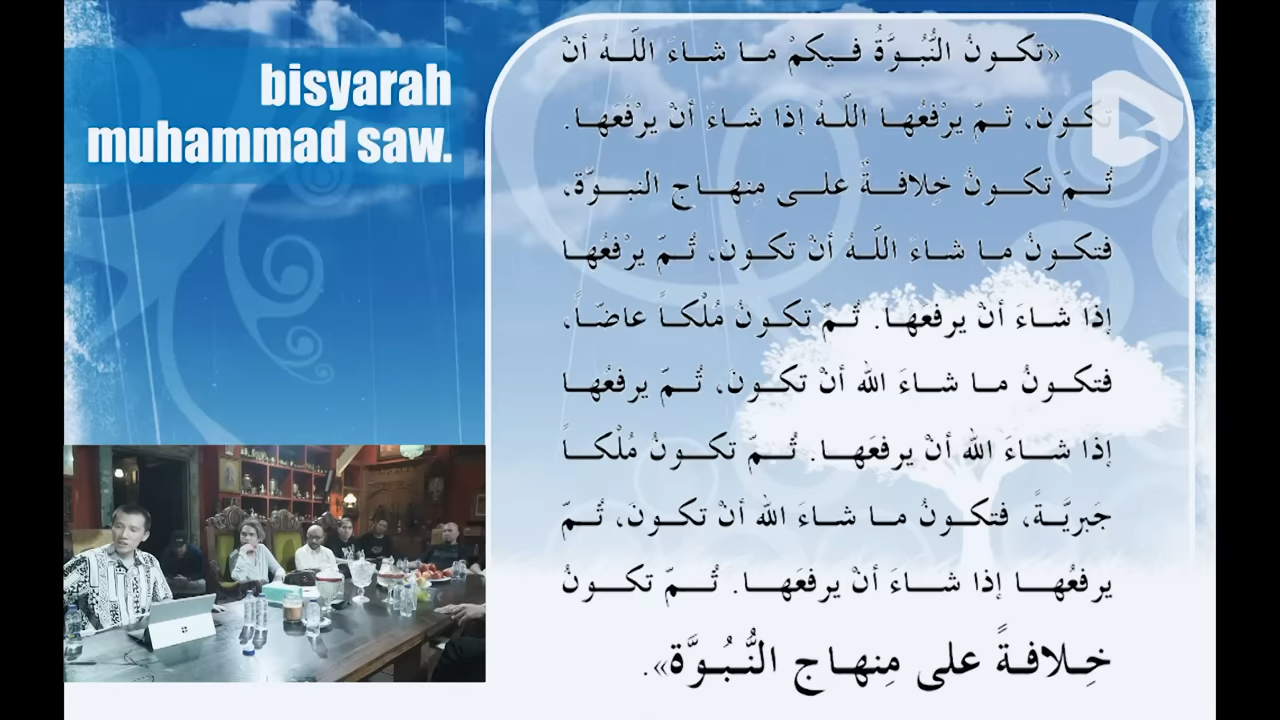 bisyarah
muhammad saw.
«تكونُ النُّبُوَّةُ فيكمْ ما شاءَ اللّهُ أنْ
تكون، ثمّ يرْفعُها اللّهُ إذا شاءَ أنْ يرْفَعَها.
ثُمّ تكونُ خِلافةٌ على مِنهاج النبوّة،
فتكونُ ما شاءَ اللّهُ أنْ تكون، ثُمّ يرْفعُها
إذا شاءَ أنْ يرفعَها. ثُمّ تكونُ مُلْكاً عاضّاً،
فتكونُ ما شاءَ الله أنْ تكونَ، ثُمّ يرفعُها
إذا شاءَ الله أنْ يرفعَها. ثُمّ تكونُ مُلْكاً
جَبريَّةً، فتكونُ ما شاءَ الله أنْ تكونَ، ثُمّ
يرفعُها إذا شاءَ أنْ يرفعَها. ثُمّ تكونُ
خِلافةً على مِنهاج النُّبُوَّة».